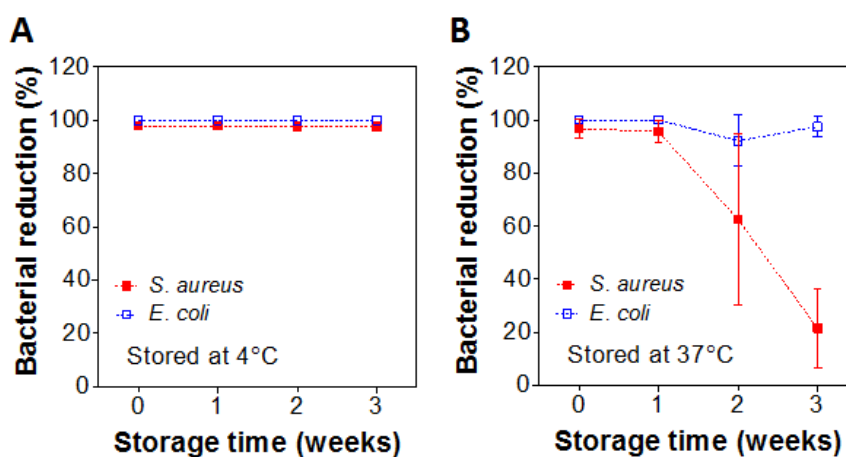 A
Bacterial reduction (%)
120
100
80
60
40
20
0
S. aureus
E. coli
Stored at 4°C
0 1 2 3
Storage time (weeks)
B
Bacterial reduction (%)
120
100
80
60
40
20
0
S. aureus
E. coli
Stored at 37°C
0 1 2 3
Storage time (weeks)